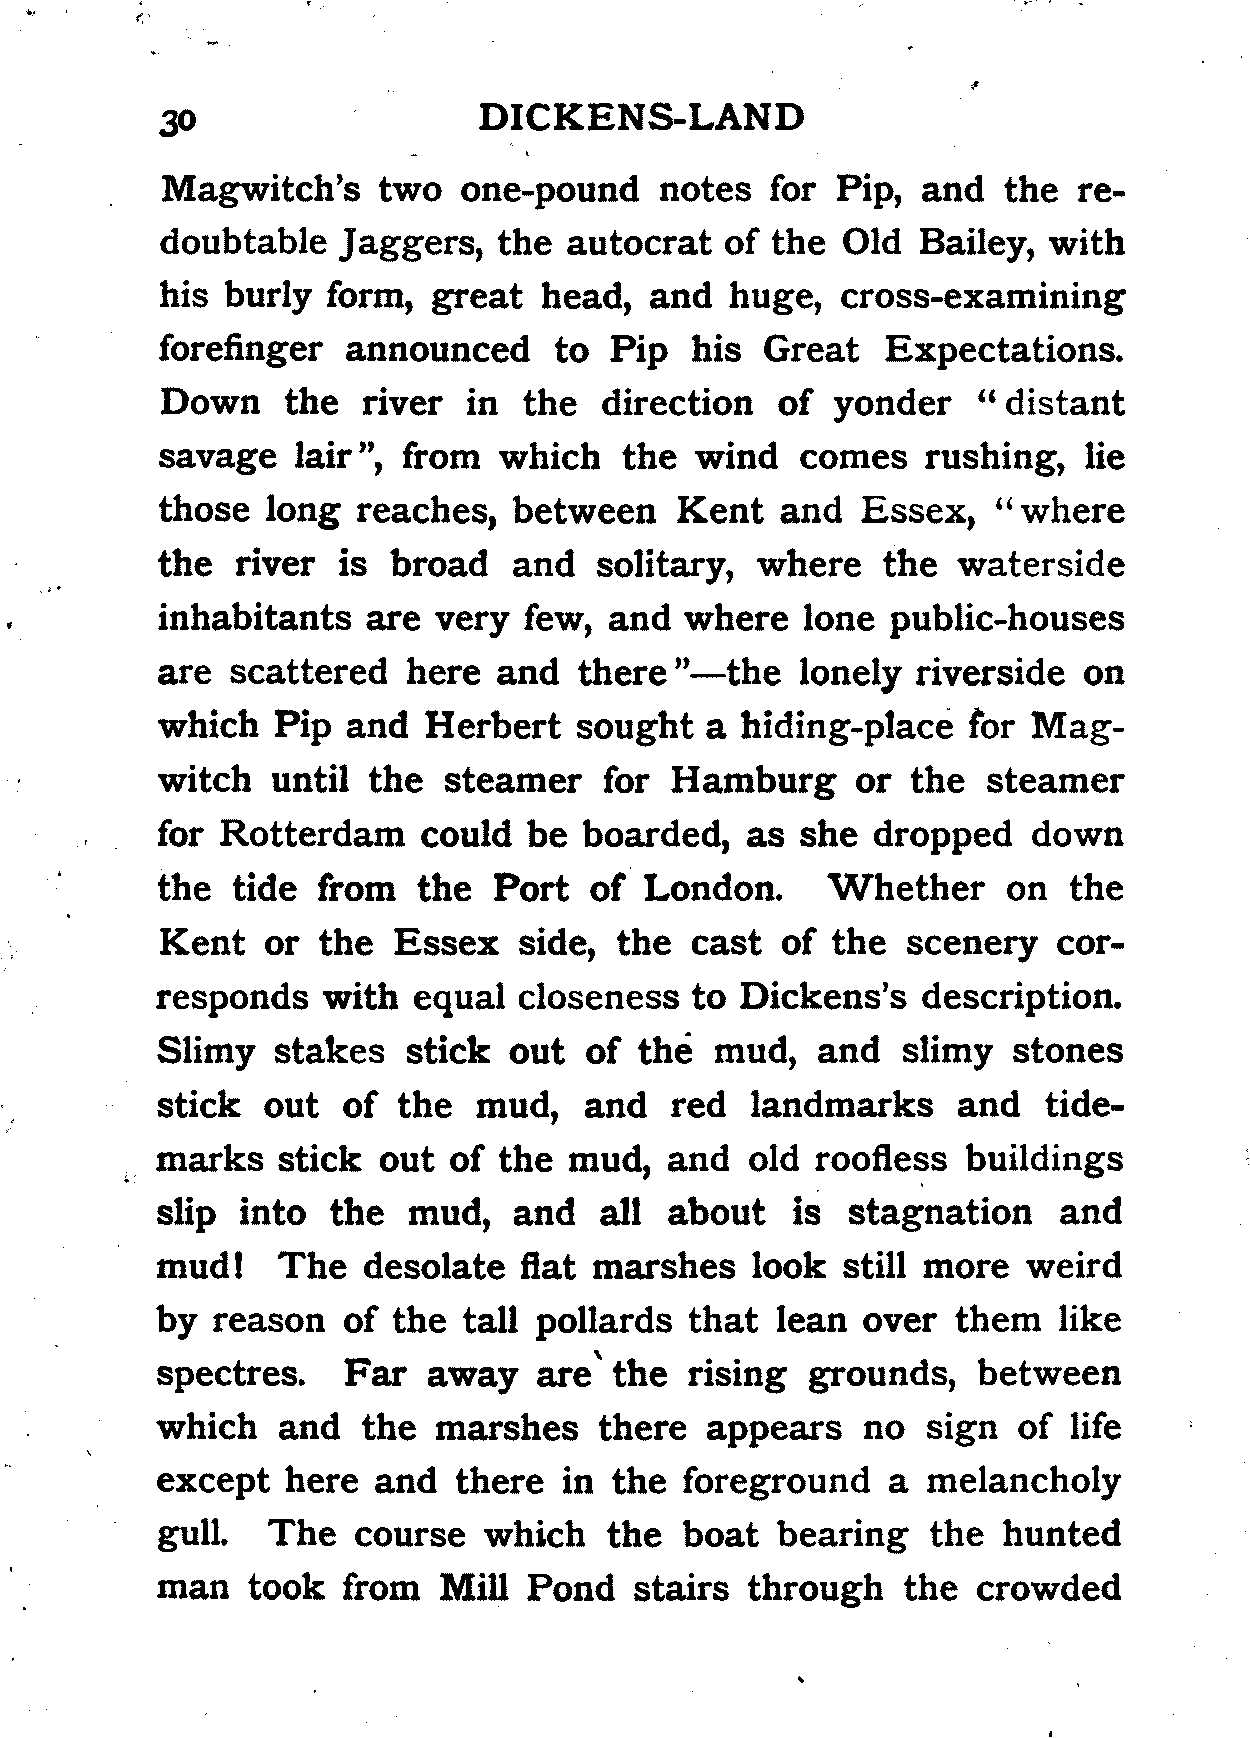 30 DICKENS-LAND
Magwitch's two one-pound notes for Pip, and the re-
doubtable Jaggers, the autocrat of the Old Bailey, with
his burly form, great head, and huge, cross-examining
forefinger announced to Pip his Great Expectations.
Down the river in the direction of yonder "distant
savage lair", from which the wind comes rushing, lie
those long reaches, between Kent and Essex, "where
the river is broad and solitary, where the waterside
inhabitants are very few, and where lone public-houses
are scattered here and there"—the lonely riverside on
which Pip and Herbert sought a hiding-place for Mag-
witch until the steamer for Hamburg or the steamer
for Rotterdam could be boarded, as she dropped down
the tide from the Port of London. Whether on the
Kent or the Essex side, the cast of the scenery cor-
responds with equal closeness to Dickens's description.
Slimy stakes stick out of the mud, and slimy stones
stick out of the mud, and red landmarks and tide-
marks stick out of the mud, and old roofless buildings
slip into the mud, and all about is stagnation and
mud! The desolate flat marshes look still more weird
by reason of the tall pollards that lean over them like
spectres. Far away are the rising grounds, between
which and the marshes there appears no sign of life
except here and there in the foreground a melancholy
gull. The course which the boat bearing the hunted
man took from Mill Pond stairs through the crowded